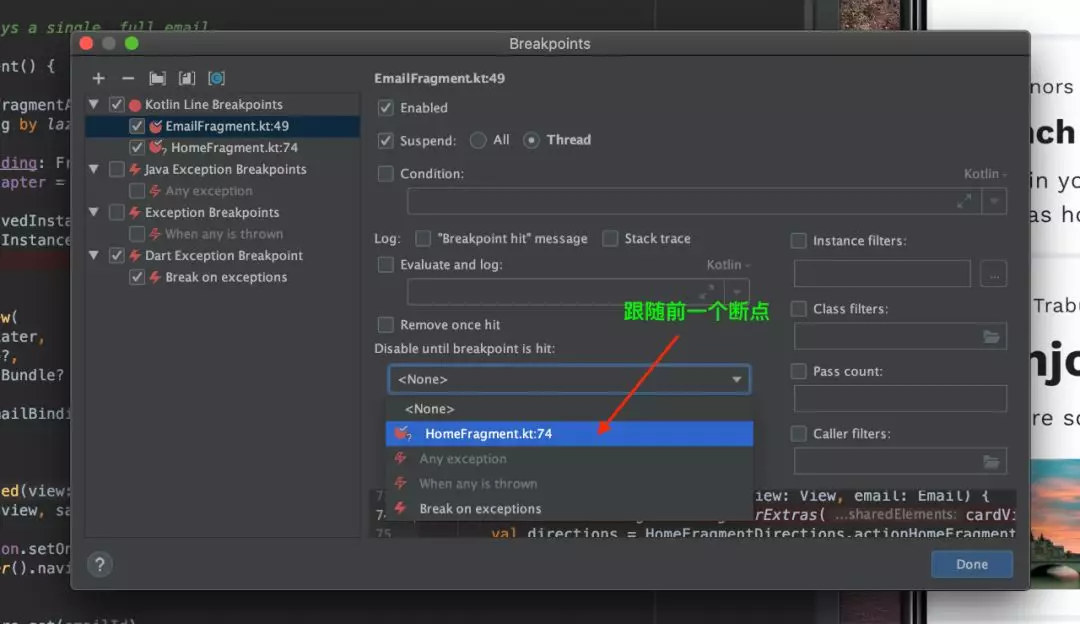 ys a single, full email.
Breakpoints
nt() {
EmailFragment.kt:49
Kotlin Line Breakpoints
Enabled
EmailFragment.kt:49
g by laz
HomeFragment.kt:74
Suspend: All Thread
Java Exception Breakpoints
Condition: Kotlin
Any exception
Exception Breakpoints
When any is thrown
Log: "Breakpoint hit" message Stack trace
Instance filters:
Dart Exception Breakpoint
Evaluate and log: Kotlin
Break on exceptions
...
跟随前一个断点
Class filters:
Remove once hit
Disable until breakpoint is hit:
Pass count:
<None>
<None>
HomeFragment.kt:74
Caller filters:
Any exception
When any is thrown
iew: View, email: Email) {
Break on exceptions
74 rExtras( ...sharedElements: cardVi
75 val directions = HomeFragmentDirections.actionHomeFragment
? Done
ding: Fr
apter =
vedInsta
Instance
w(
ater,
?,
Bundle?
mailBindi
ed(view:
view, sa
on.setOn
r().navi
nors
ach
in yo
as ho
Trabu
njo
re so